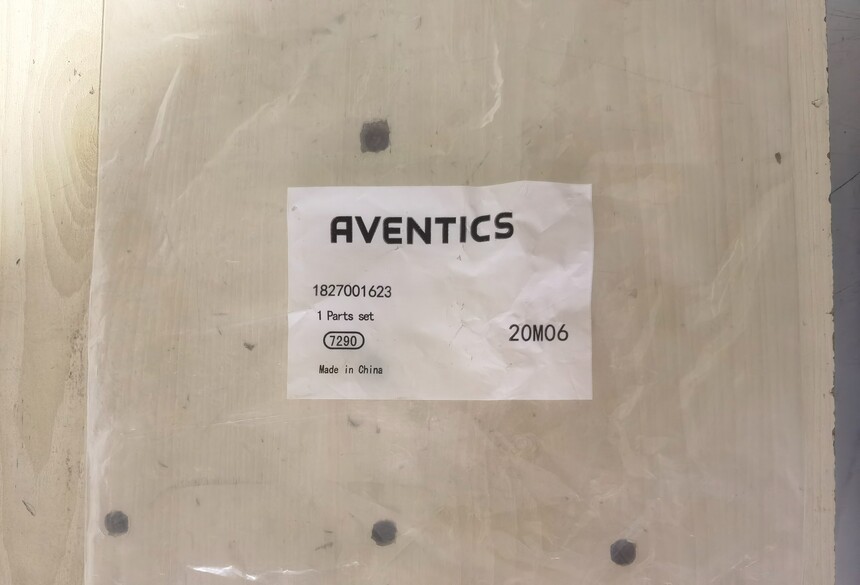 AVENTICS
1827001623
1 Parts set
7290
20M06
Made in China